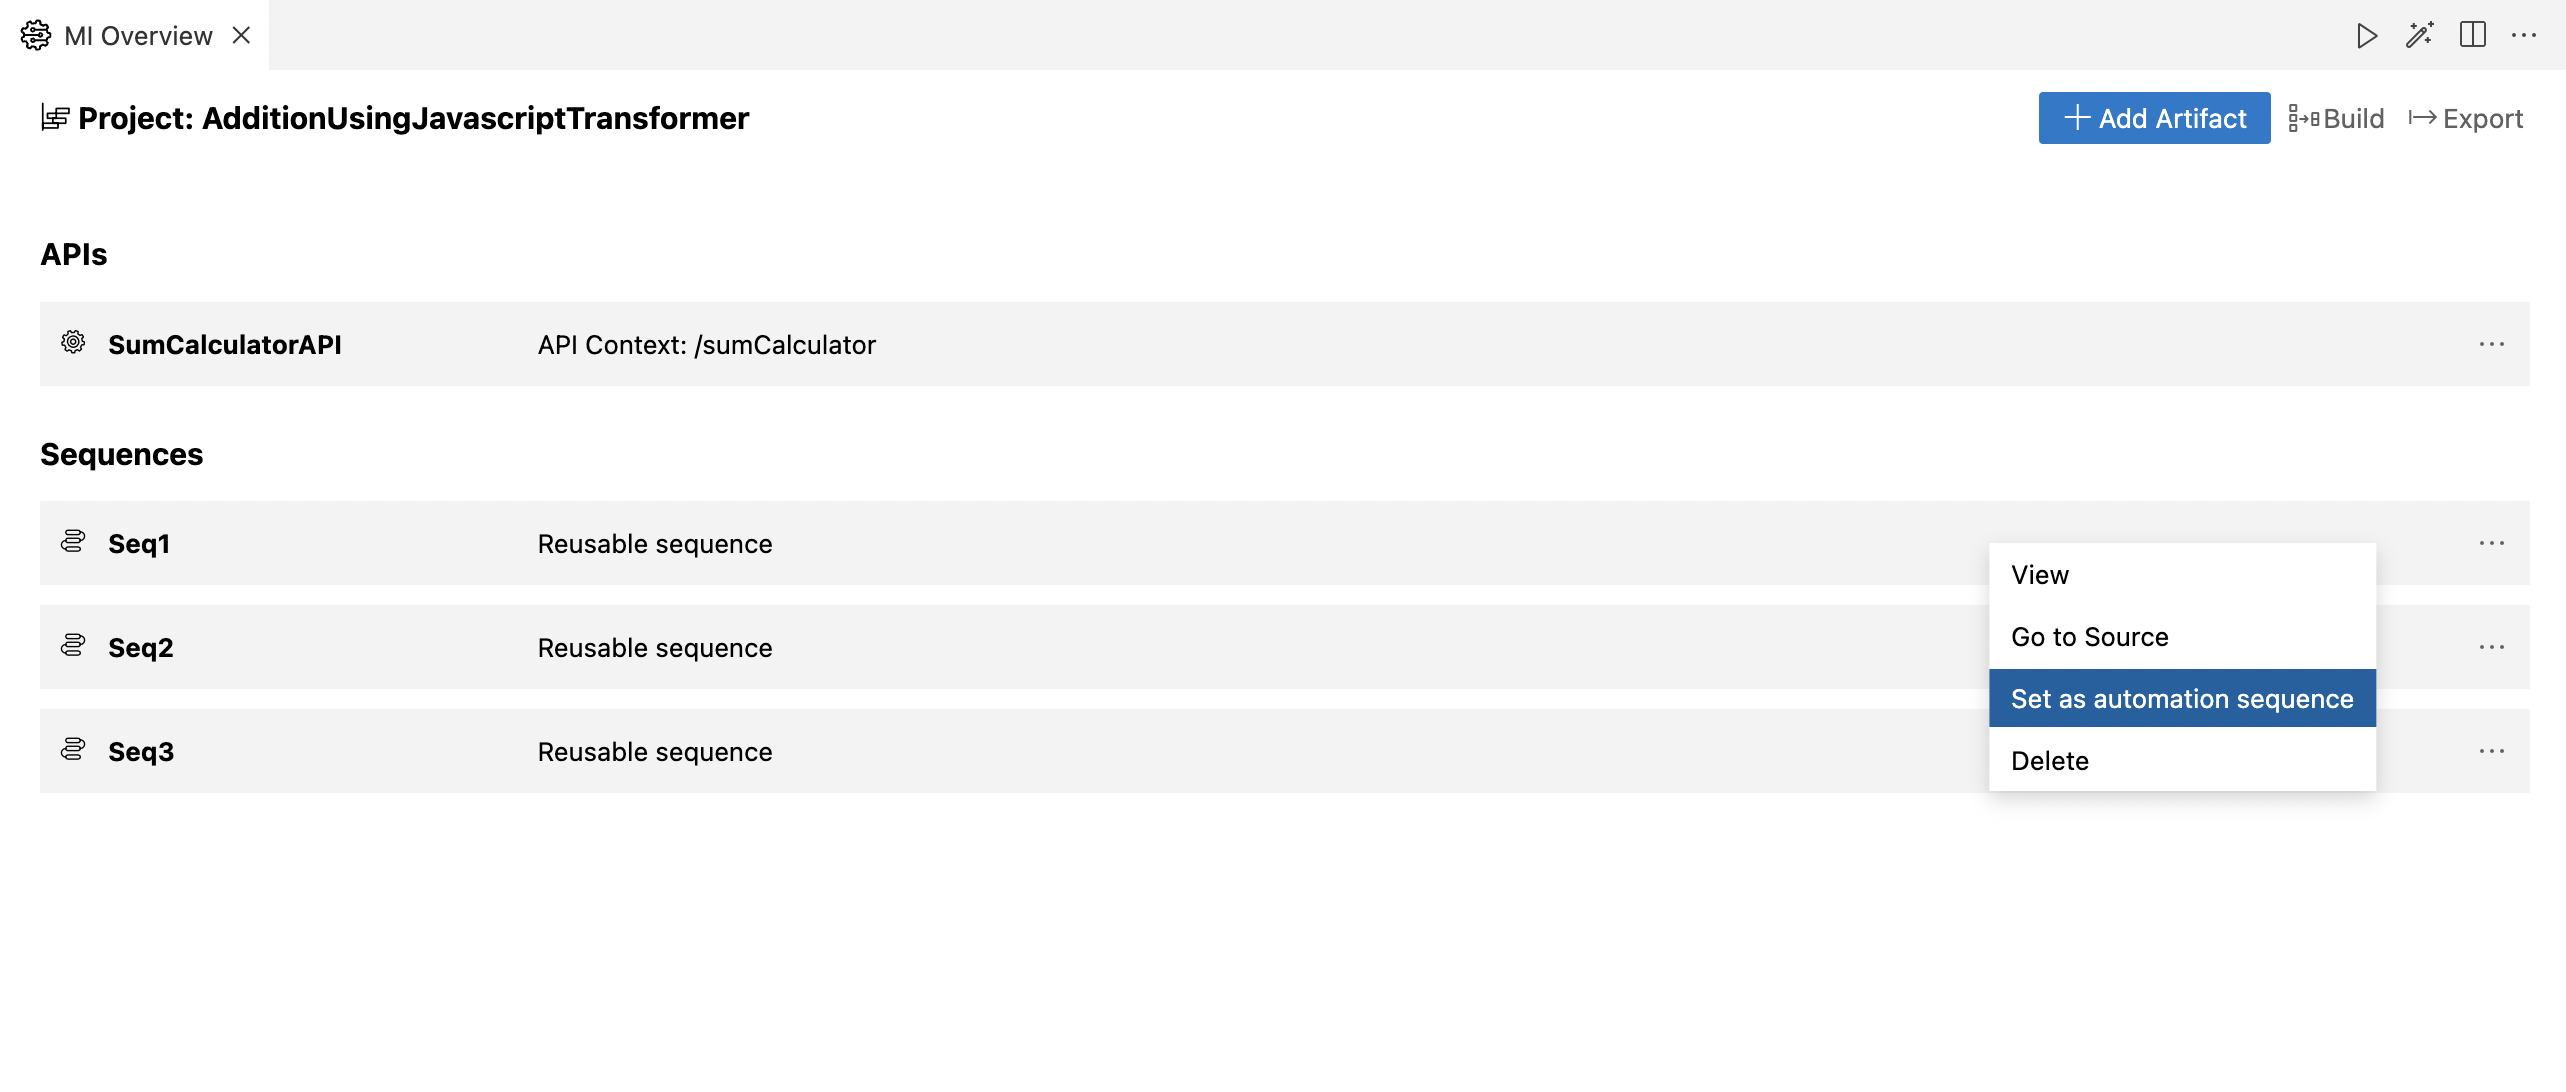 MI Overview
Project: AdditionUsingJavascriptTransformer
Add Artifact
Build
Export
APIs
SumCalculatorAPI API Context: /sumCalculator
Sequences
Seq1 Reusable sequence
Seq2 Reusable sequence
Seq3 Reusable sequence
View
Go to Source
Set as automation sequence
Delete